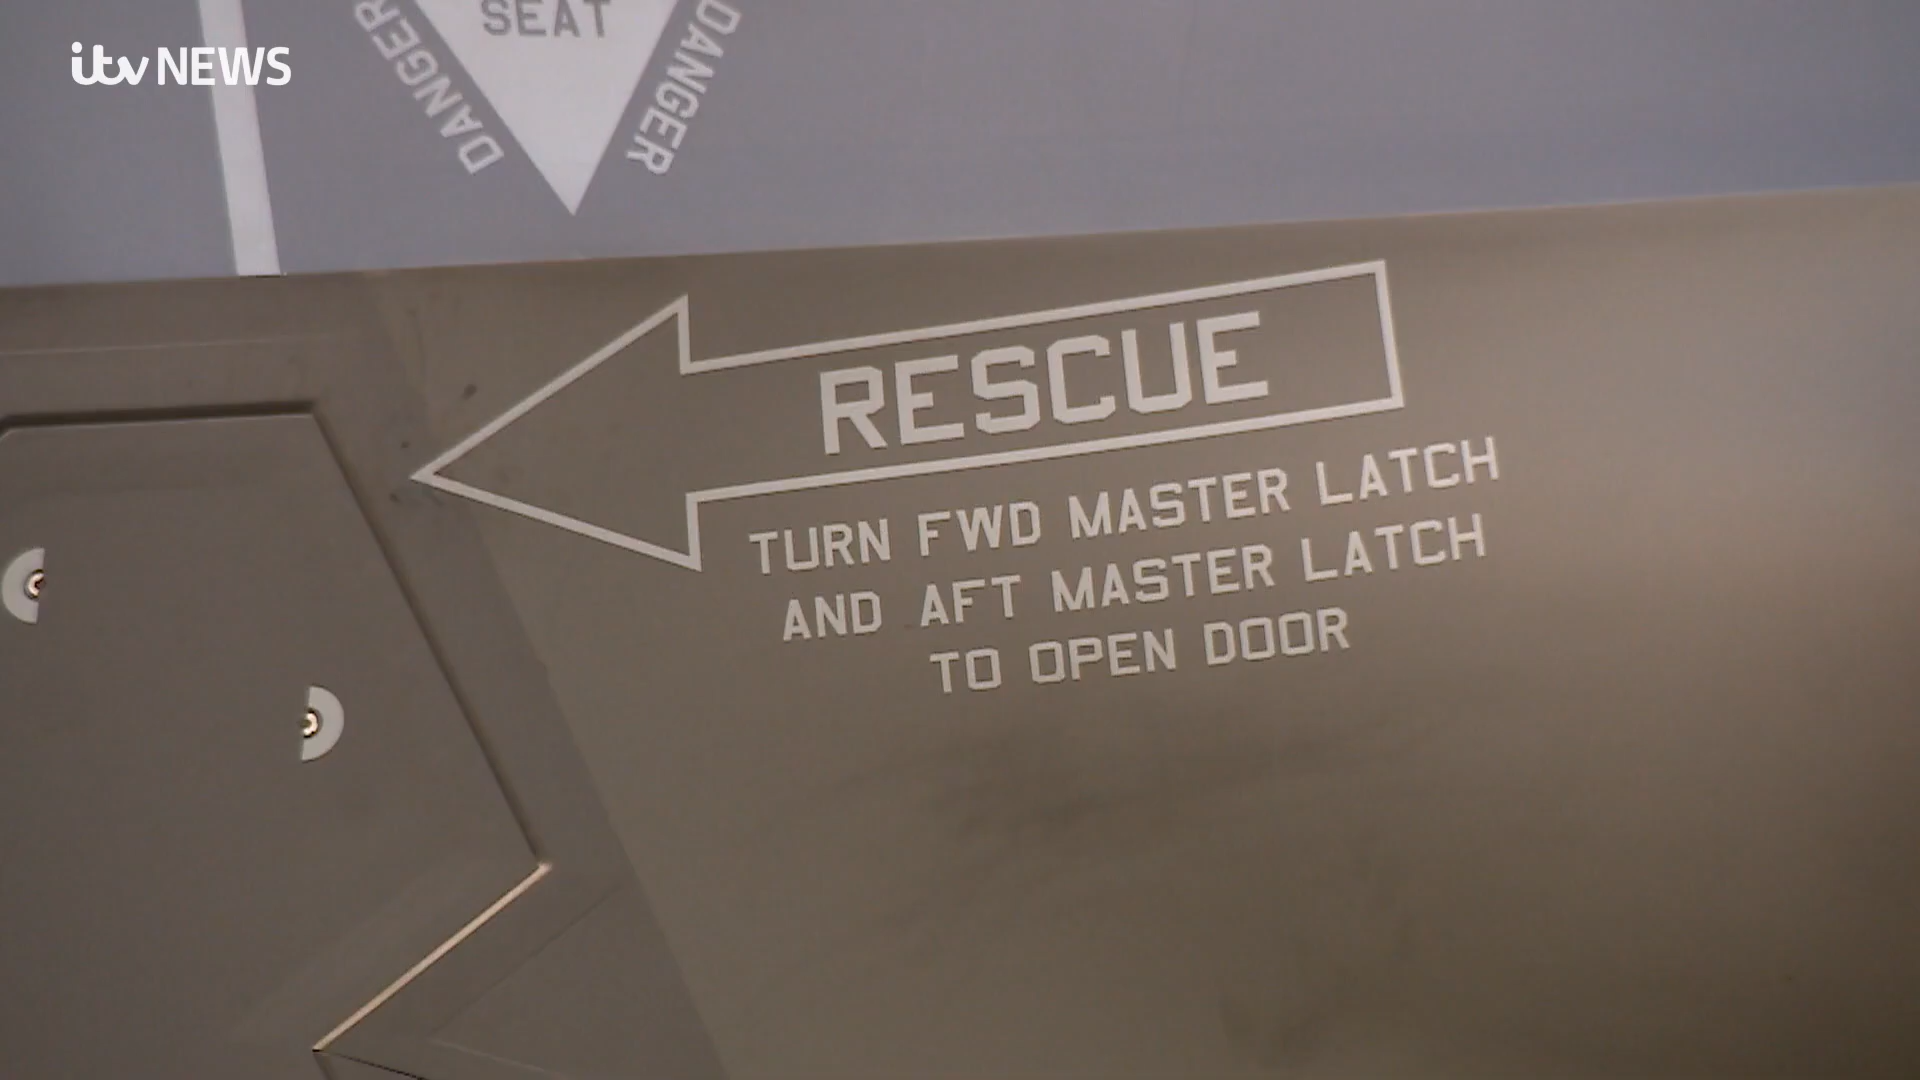 itv NEWS
SEAT
DANGER
DANGER
RESCUE
TURN FWD MASTER LATCH
AND AFT MASTER LATCH
TO OPEN DOOR